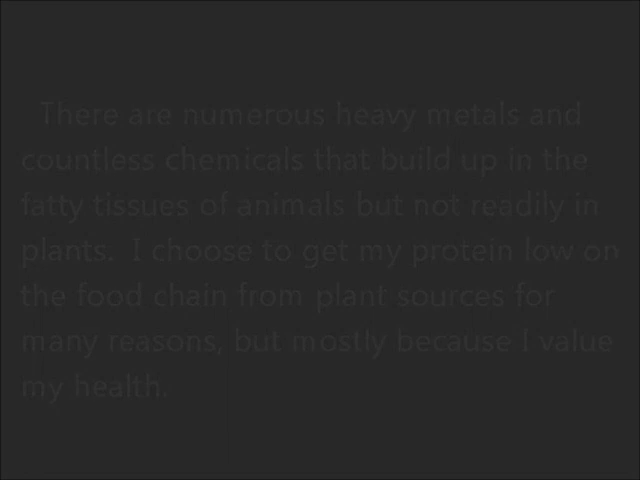 There are numerous heavy metals and
countless chemicals that build up in the
fatty tissues of animals but not readily in
plants.  I choose to get my protein low on
the food chain from plant sources for
many reasons, but mostly because I value
my health.